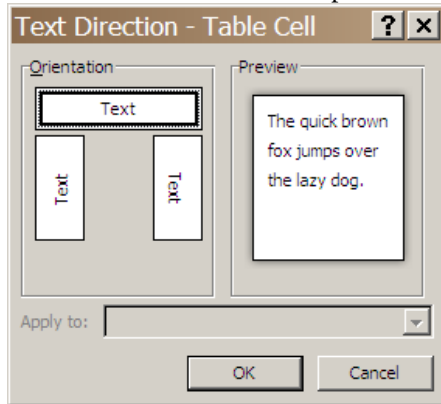 Text Direction - Table Cell
Orientation
Preview
Text
Text
Text
The quick brown
fox jumps over
the lazy dog.
Apply to:
OK
Cancel